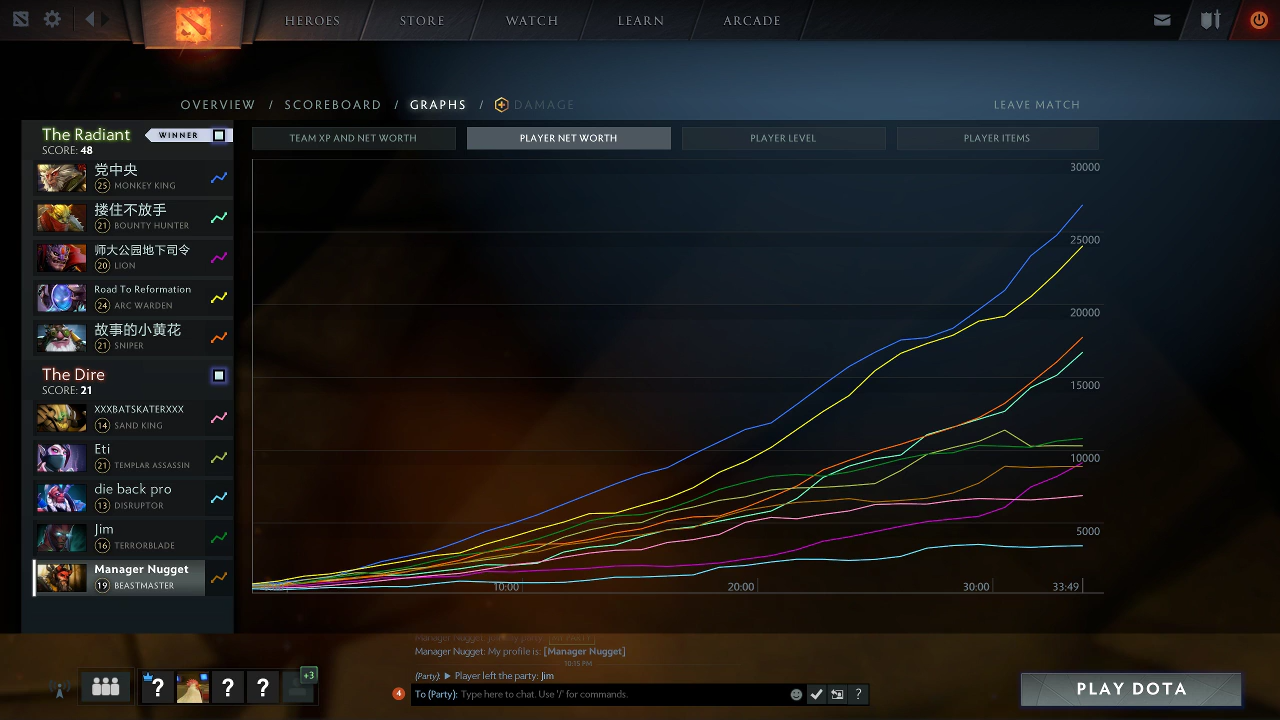 HEROES
STORE
WATCH
LEARN
ARCADE
OVERVIEW / SCOREBOARD / GRAPHS / DAMAGE
LEAVE MATCH
The Radiant
WINNER
SCORE: 48
TEAM XP AND NET WORTH
PLAYER NET WORTH
PLAYER LEVEL
PLAYER ITEMS
党中央
25 MONKEY KING
搂住不放手
21 BOUNTY HUNTER
师大公园地下司令
20 LION
Road To Reformation
24 ARC WARDEN
故事的小黄花
21 SNIPER
The Dire
SCORE: 21
XXXBATSKATERXXX
14 SAND KING
Eti
21 TEMPLAR ASSASSIN
die back pro
13 DISRUPTOR
Jim
16 TERRORBLADE
Manager Nugget
19 BEASTMASTER
30000
25000
20000
15000
10000
5000
10:00
20:00
30:00
33:49
Manager Nugget: My profile is: [Manager Nugget]
10:15 PM
(Party) Player left the party: Jim
4
To (Party): Type here to chat. Use '/' for commands.
?
?
?
?
+3
PLAY DOTA